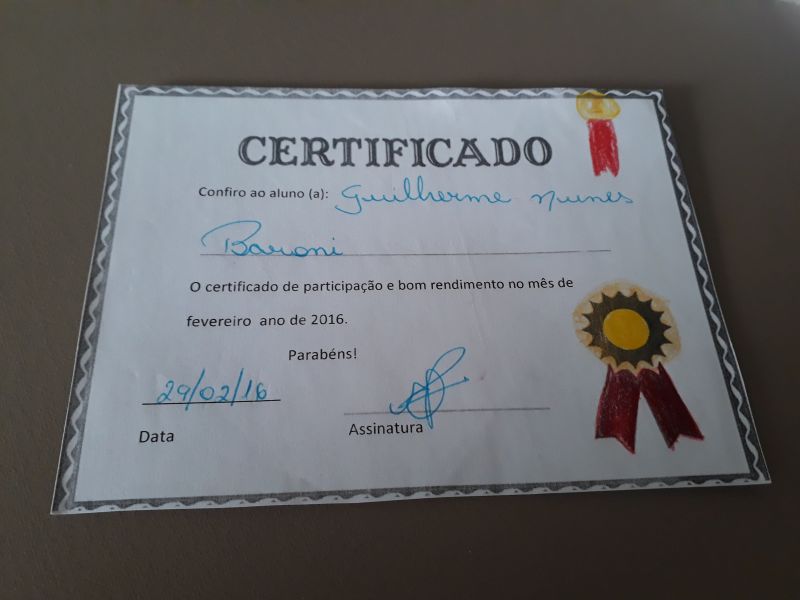 CERTIFICADO
Confiro ao aluno (a): Guilherme Nunes
Baroni
O certificado de participação e bom rendimento no mês de
fevereiro ano de 2016.
Parabéns!
29/02/16
Data Assinatura